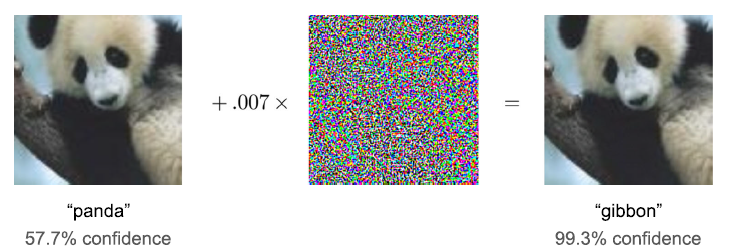 + .007 ×
=
“panda”
“gibbon”
57.7% confidence
99.3% confidence